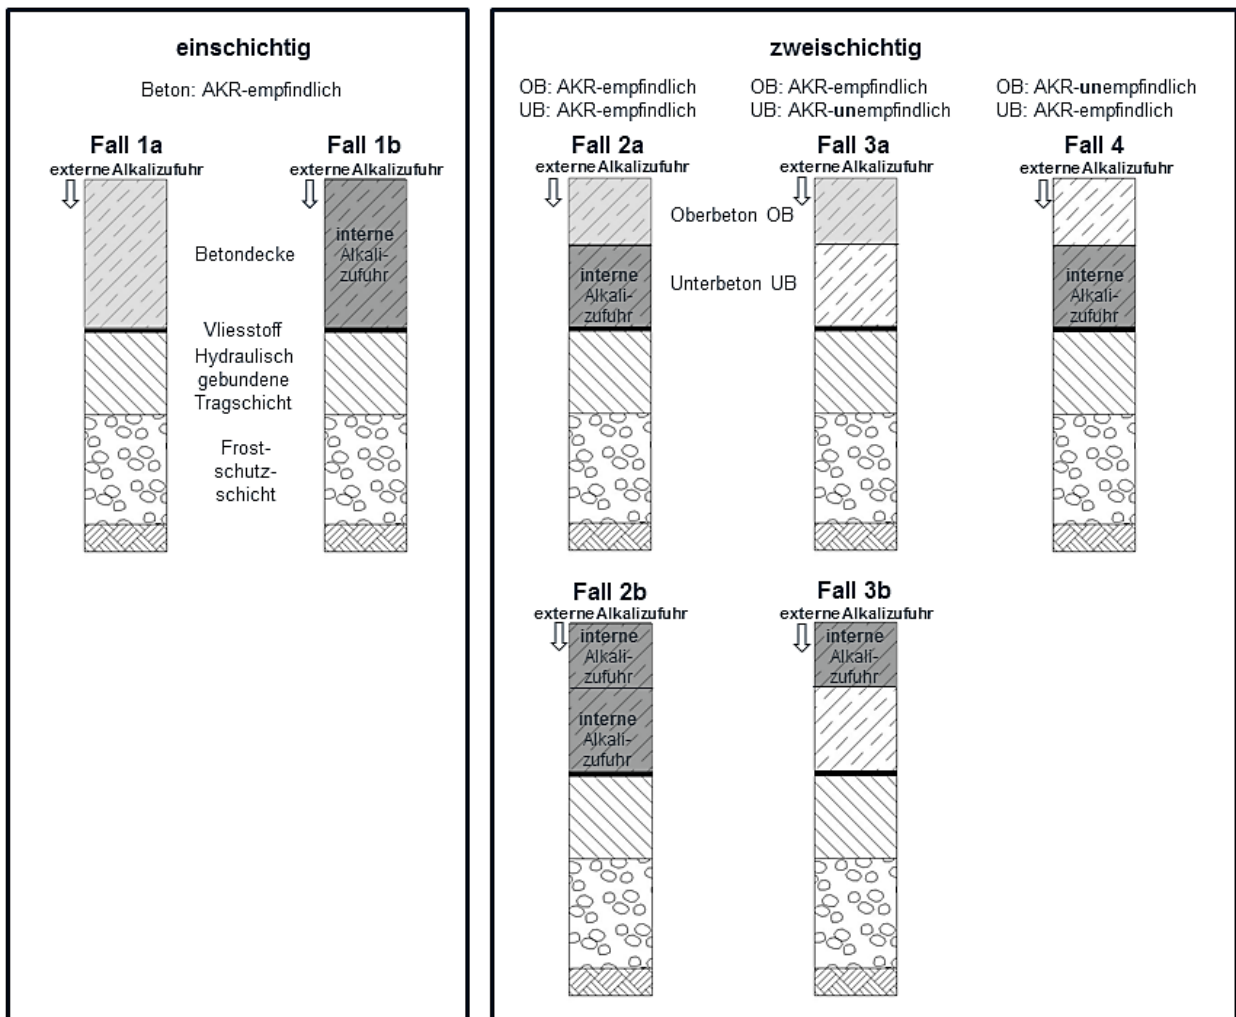 einschichtig
Beton: AKR-empfindlich
Fall 1a
externe Alkalizufuhr
Fall 1b
externe Alkalizufuhr
interne
Alkali-
zufuhr
Betondecke
Vliesstoff
Hydraulisch
gebundene
Tragschicht
Frost-
schutz-
schicht
zweischichtig
OB: AKR-empfindlich
UB: AKR-empfindlich
OB: AKR-empfindlich
UB: AKR-unempfindlich
OB: AKR-unempfindlich
UB: AKR-empfindlich
Fall 2a
externe Alkalizufuhr
interne
Alkali-
zufuhr
Oberbeton OB
Unterbeton UB
Fall 3a
externe Alkalizufuhr
Fall 4
externe Alkalizufuhr
interne
Alkali-
zufuhr
Fall 2b
externe Alkalizufuhr
interne
Alkali-
zufuhr
interne
Alkali-
zufuhr
Fall 3b
externe Alkalizufuhr
interne
Alkali-
zufuhr